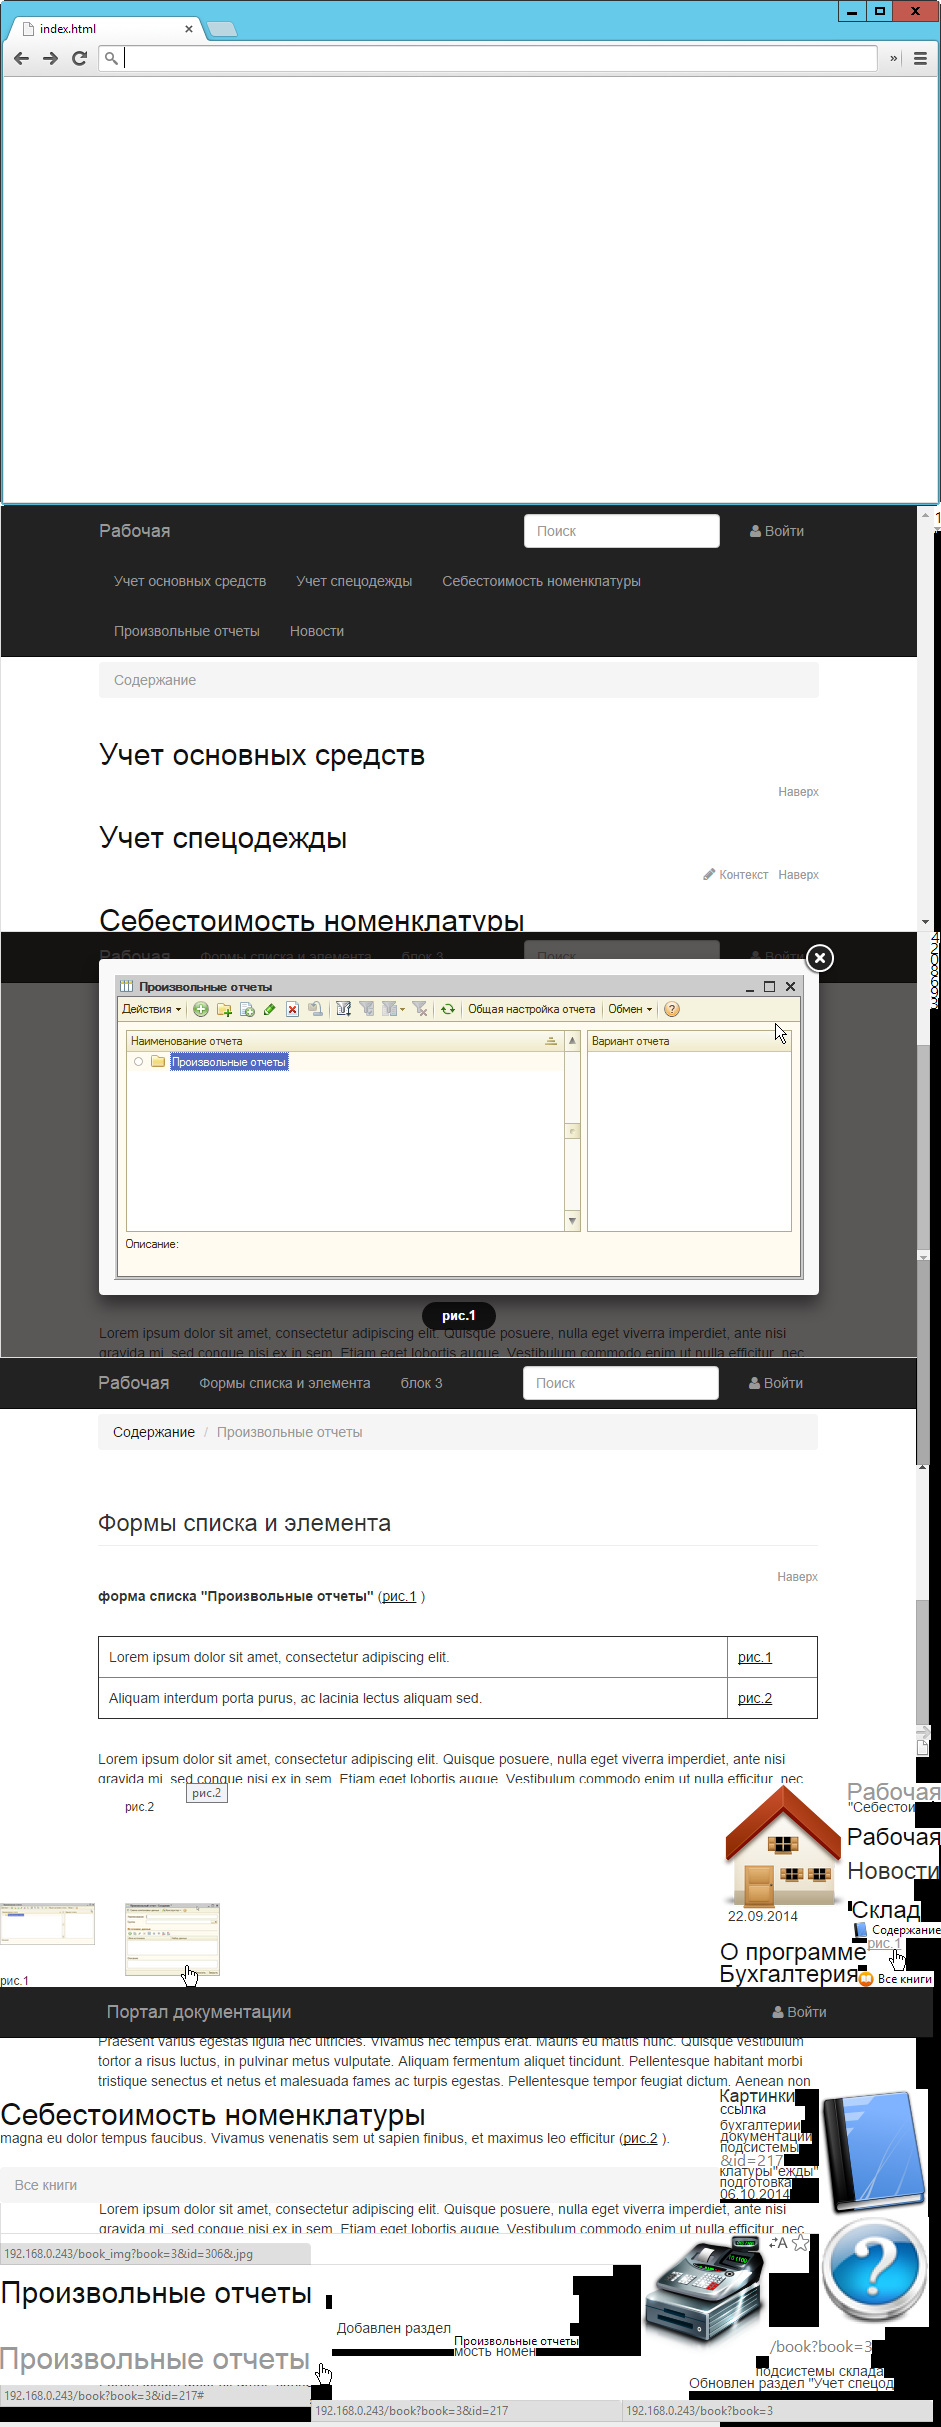 index.html
Рабочая
Поиск
Войти
1
Учет основных средств
Учет спецодежды
Себестоимость номенклатуры
Произвольные отчеты
Новости
Содержание
Учет основных средств
Наверх
Учет спецодежды
Контекст Наверх
Себестоимость номенклатуры
Рабочая Формы списка и элемента блок 3 Поиск Войти
Произвольные отчеты
Действия Общая настройка отчета Обмен
Наименование отчета
Вариант отчета
Произвольные отчеты
Описание:
рис.1
Lorem ipsum dolor sit amet, consectetur adipiscing elit. Quisque posuere, nulla eget viverra imperdiet, ante nisi
gravida mi, sed congue nisi ex in sem. Etiam eget lobortis augue. Vestibulum commodo enim ut nulla efficitur, nec
Рабочая Формы списка и элемента блок 3 Поиск Войти
Содержание / Произвольные отчеты
Формы списка и элемента
Наверх
форма списка "Произвольные отчеты" (рис.1 )
Lorem ipsum dolor sit amet, consectetur adipiscing elit. рис.1
Aliquam interdum porta purus, ac lacinia lectus aliquam sed. рис.2
Lorem ipsum dolor sit amet, consectetur adipiscing elit. Quisque posuere, nulla eget viverra imperdiet, ante nisi
gravida mi, sed congue nisi ex in sem. Etiam eget lobortis augue. Vestibulum commodo enim ut nulla efficitur, nec
рис.2
рис.2
Рабочая
Рабочая
Новости
Склад
22.09.2014
Содержание
рис.1
О программе
Бухгалтерия
Все книги
рис.1
Портал документации
Войти
Praesent varius egestas ligula nec ultricies. Vivamus nec tempus erat. Mauris eu mattis nunc. Quisque vestibulum
tortor a risus luctus, in pulvinar metus vulputate. Aliquam fermentum aliquet tincidunt. Pellentesque habitant morbi
tristique senectus et netus et malesuada fames ac turpis egestas. Pellentesque tempor feugiat dictum. Aenean non
Себестоимость номенклатуры
magna eu dolor tempus faucibus. Vivamus venenatis sem ut sapien finibus, et maximus leo efficitur (рис.2 ).
Картинки
ссылка
бухгалтерии
документации
подсистемы
&id=217
клатуры"ежды"
подготовка
06.10.2014
Все книги
Lorem ipsum dolor sit amet, consectetur adipiscing elit. Quisque posuere, nulla eget viverra imperdiet, ante nisi
gravida mi, sed congue nisi ex in sem. Etiam eget lobortis augue. Vestibulum commodo enim ut nulla efficitur, nec
192.168.0.243/book_img?book=3&id=306&.jpg
Произвольные отчеты
Добавлен раздел
Произвольные отчеты
мость номен
/book?book=3
Произвольные отчеты
подсистемы склада
Обновлен раздел "Учет спецод
192.168.0.243/book?book=3&id=217#
192.168.0.243/book?book=3&id=217
192.168.0.243/book?book=3